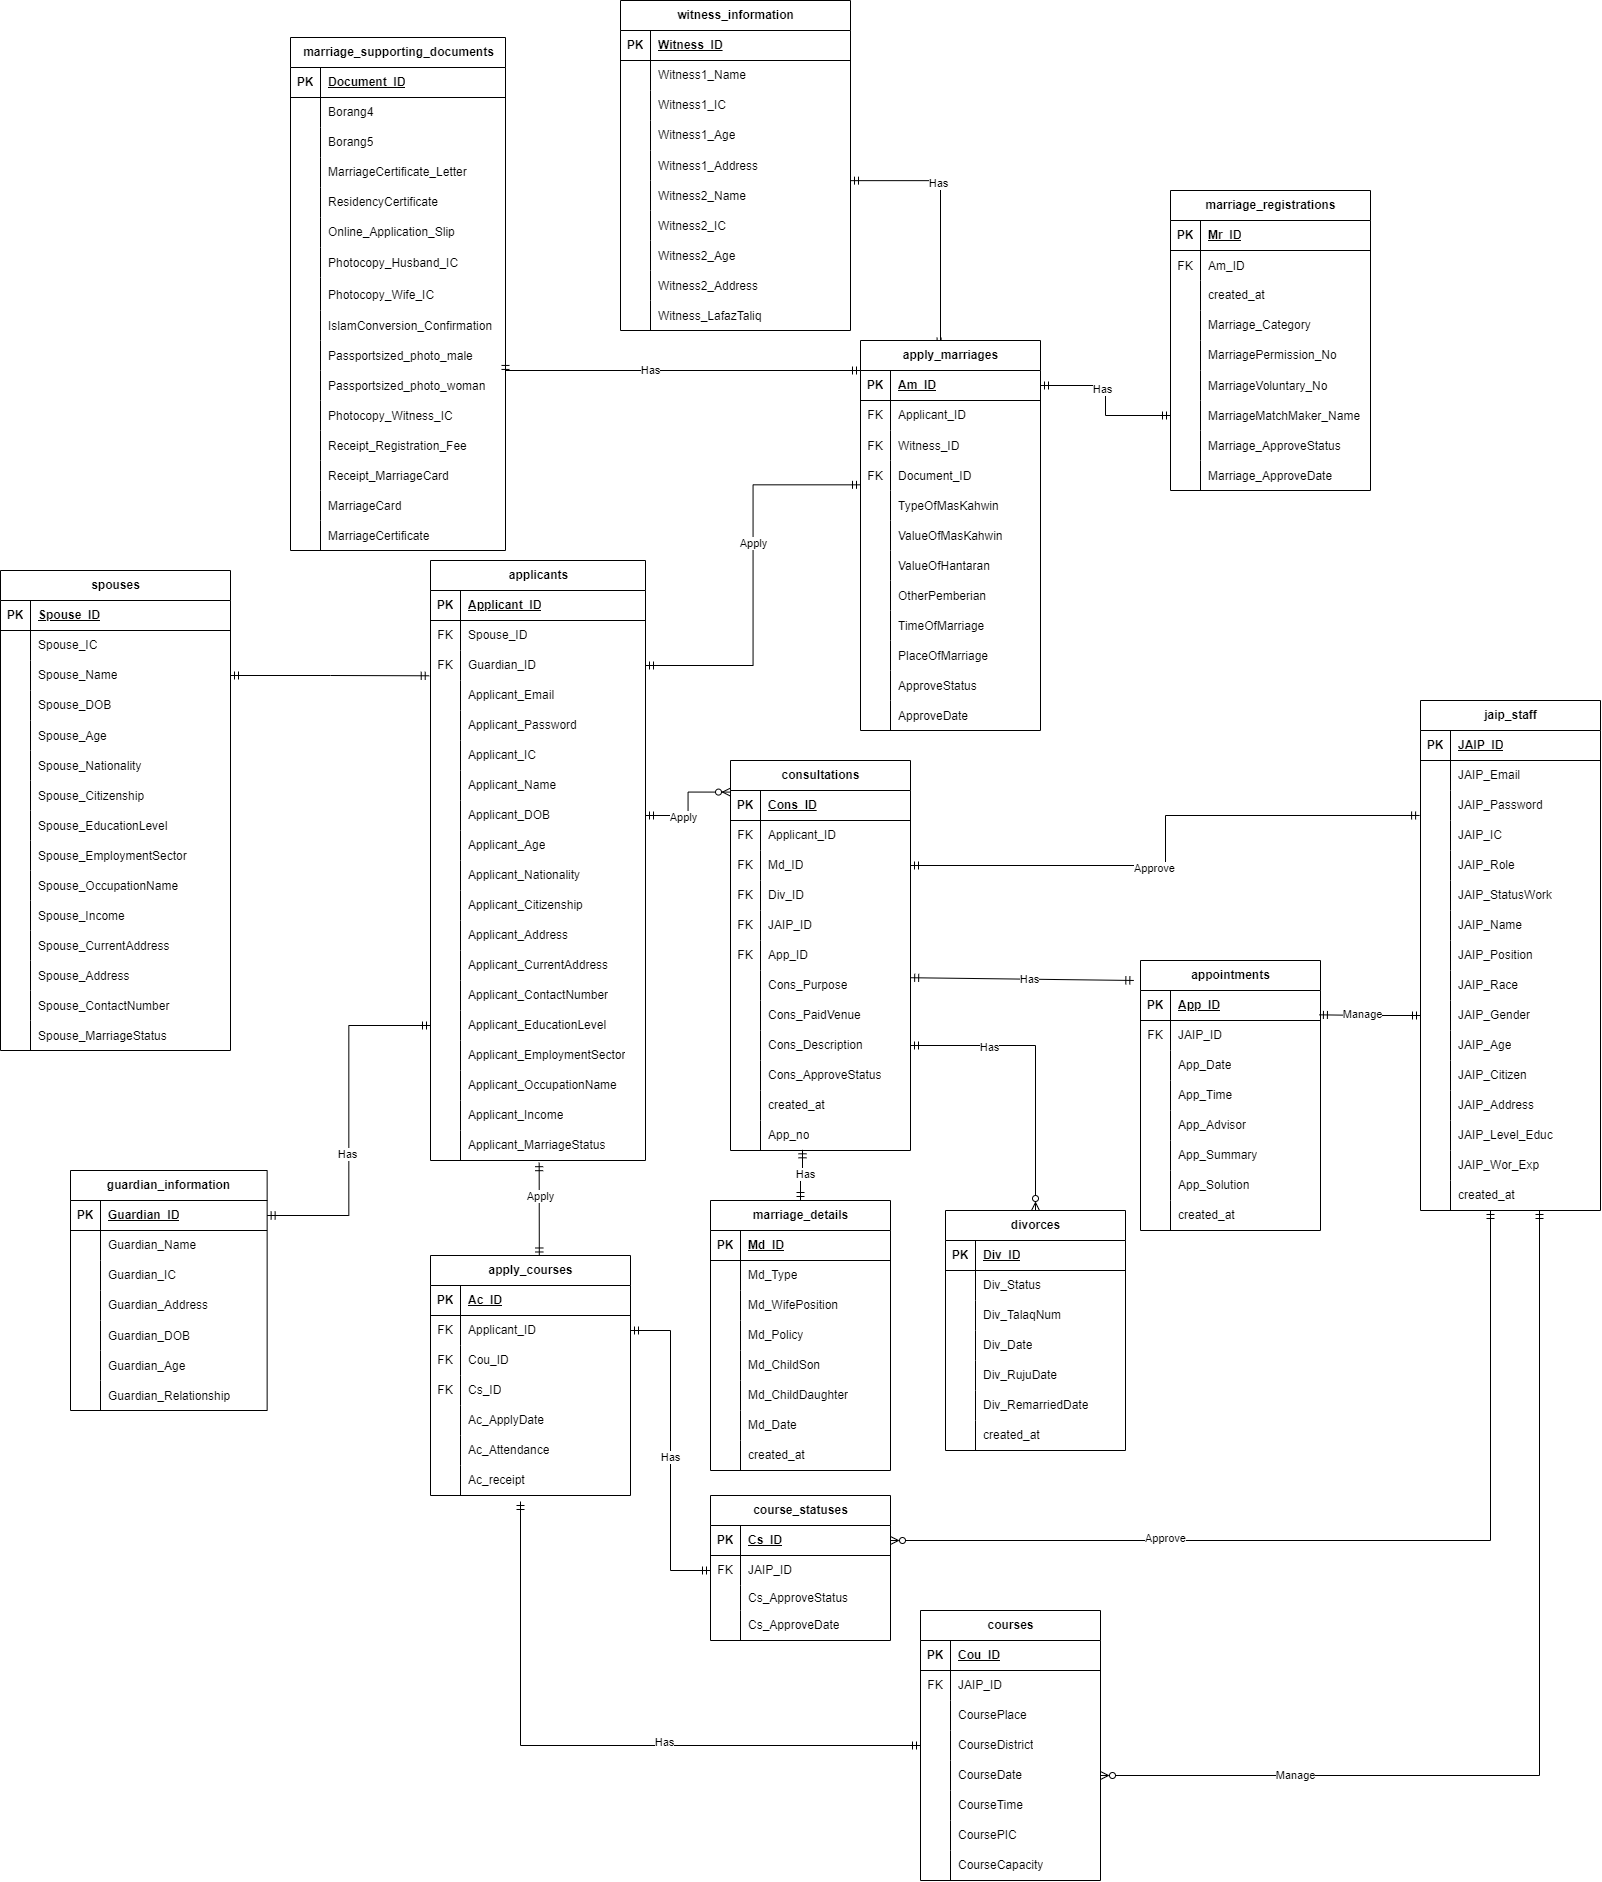 witness_information
PK Witness_ID
Witness1_Name
Witness1_IC
Witness1_Age
Witness1_Address
Witness2_Name
Witness2_IC
Witness2_Age
Witness2_Address
Witness_LafazTaliq
marriage_supporting_documents
PK Document_ID
Borang4
Borang5
MarriageCertificate_Letter
ResidencyCertificate
Online_Application_Slip
Photocopy_Husband_IC
Photocopy_Wife_IC
IslamConversion_Confirmation
Passportsized_photo_male
Passportsized_photo_woman
Photocopy_Witness_IC
Receipt_Registration_Fee
Receipt_MarriageCard
MarriageCard
MarriageCertificate
Has
Has
marriage_registrations
PK Mr_ID
FK Am_ID
created_at
Marriage_Category
MarriagePermission_No
MarriageVoluntary_No
MarriageMatchMaker_Name
Marriage_ApproveStatus
Marriage_ApproveDate
Has
apply_marriages
PK Am_ID
FK Applicant_ID
FK Witness_ID
FK Document_ID
TypeOfMasKahwin
ValueOfMasKahwin
ValueOfHantaran
OtherPemberian
TimeOfMarriage
PlaceOfMarriage
ApproveStatus
ApproveDate
Apply
spouses
PK Spouse_ID
Spouse_IC
Spouse_Name
Spouse_DOB
Spouse_Age
Spouse_Nationality
Spouse_Citizenship
Spouse_EducationLevel
Spouse_EmploymentSector
Spouse_OccupationName
Spouse_Income
Spouse_CurrentAddress
Spouse_Address
Spouse_ContactNumber
Spouse_MarriageStatus
applicants
PK Applicant_ID
FK Spouse_ID
FK Guardian_ID
Applicant_Email
Applicant_Password
Applicant_IC
Applicant_Name
Applicant_DOB
Applicant_Age
Applicant_Nationality
Applicant_Citizenship
Applicant_Address
Applicant_CurrentAddress
Applicant_ContactNumber
Applicant_EducationLevel
Applicant_EmploymentSector
Applicant_OccupationName
Applicant_Income
Applicant_MarriageStatus
Apply
consultations
PK Cons_ID
FK Applicant_ID
FK Md_ID
FK Div_ID
FK JAIP_ID
FK App_ID
Cons_Purpose
Cons_PaidVenue
Cons_Description
Cons_ApproveStatus
created_at
App_no
Approve
Has
Has
Has
jaip_staff
PK JAIP_ID
JAIP_Email
JAIP_Password
JAIP_IC
JAIP_Role
JAIP_StatusWork
JAIP_Name
JAIP_Position
JAIP_Race
JAIP_Gender
JAIP_Age
JAIP_Citizen
JAIP_Address
JAIP_Level_Educ
JAIP_Wor_Exp
created_at
appointments
PK App_ID
FK JAIP_ID
App_Date
App_Time
App_Advisor
App_Summary
App_Solution
created_at
Manage
Has
guardian_information
PK Guardian_ID
Guardian_Name
Guardian_IC
Guardian_Address
Guardian_DOB
Guardian_Age
Guardian_Relationship
Apply
apply_courses
PK Ac_ID
FK Applicant_ID
FK Cou_ID
FK Cs_ID
Ac_ApplyDate
Ac_Attendance
Ac_receipt
Has
marriage_details
PK Md_ID
Md_Type
Md_WifePosition
Md_Policy
Md_ChildSon
Md_ChildDaughter
Md_Date
created_at
divorces
PK Div_ID
Div_Status
Div_TalaqNum
Div_Date
Div_RujuDate
Div_RemarriedDate
created_at
course_statuses
PK Cs_ID
FK JAIP_ID
Cs_ApproveStatus
Cs_ApproveDate
Approve
courses
PK Cou_ID
FK JAIP_ID
CoursePlace
CourseDistrict
CourseDate
CourseTime
CoursePIC
CourseCapacity
Has
Manage